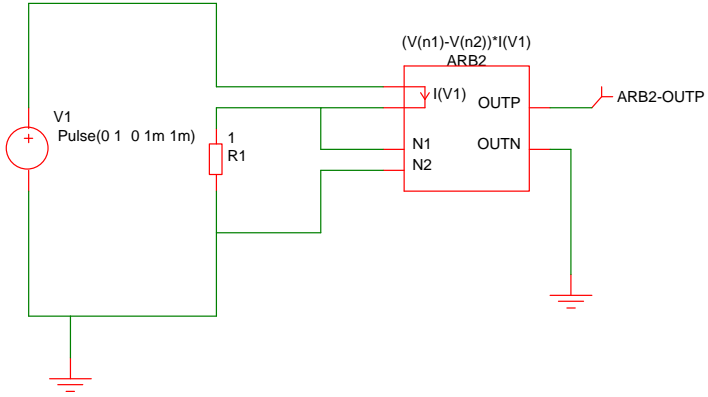 (V(n1)-V(n2))*I(V1)
ARB2
I(V1)
OUTP
ARB2-OUTP
V1
Pulse(0 1  0 1m 1m)
1
R1
N1
OUTN
N2